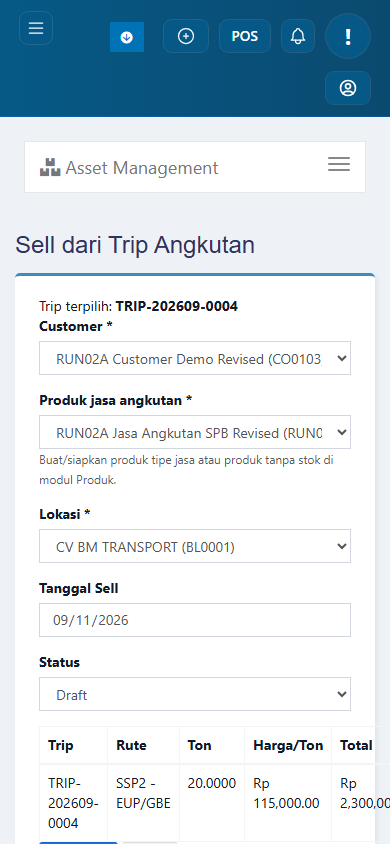 POS
Asset Management
Sell dari Trip Angkutan
Trip terpilih: TRIP-202609-0004
Customer *
RUN02A Customer Demo Revised (CO0103
Produk jasa angkutan *
RUN02A Jasa Angkutan SPB Revised (RUN0
Buat/siapkan produk tipe jasa atau produk tanpa stok di
modul Produk.
Lokasi *
CV BM TRANSPORT (BL0001)
Tanggal Sell
09/11/2026
Status
Draft
Trip Rute Ton Harga/Ton Total
TRIP- SSP2 - 20.0000 Rp Rp
202609- EUP/GBE 115,000.00 2,300,00
0004